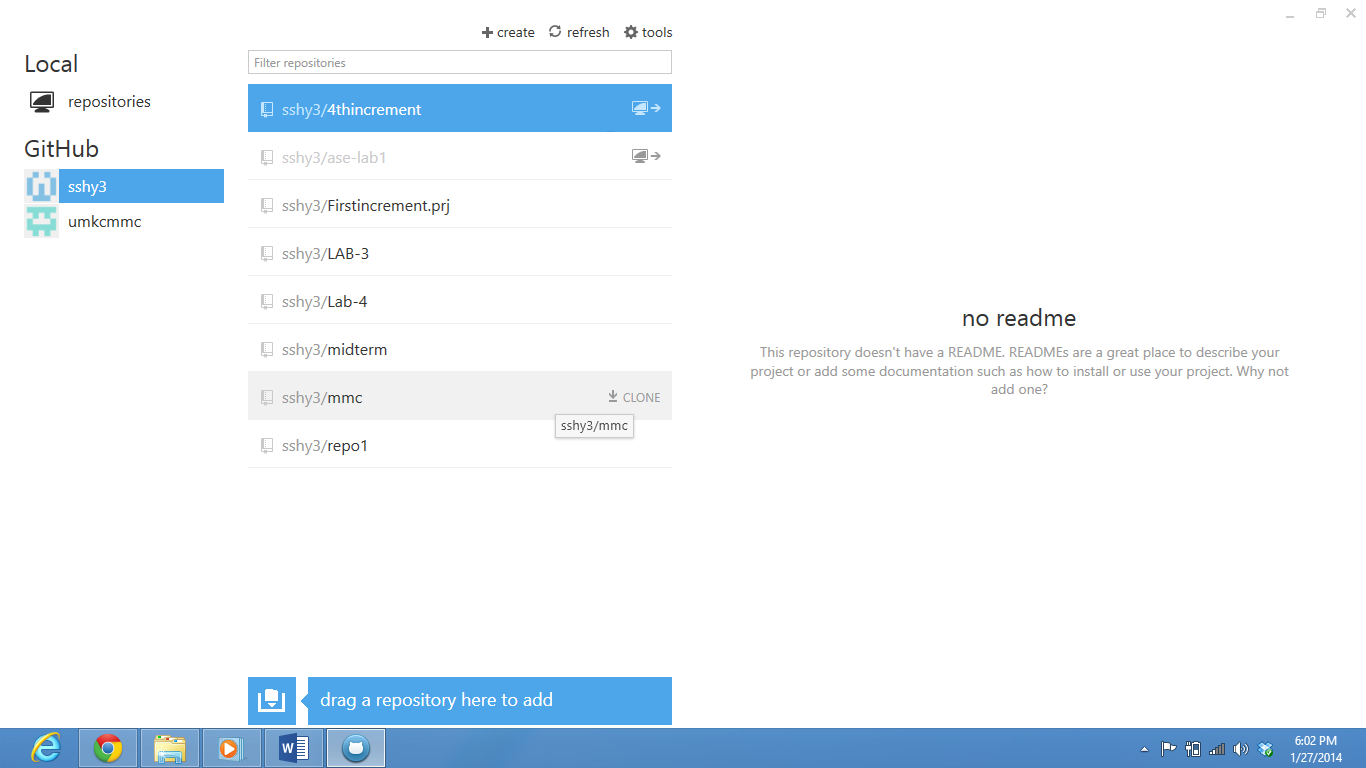 create refresh tools
Local
repositories
GitHub
sshy3
umkcmmc
Filter repositories
sshy3/4thincrement
sshy3/ase-lab1
sshy3/Firstincrement.prj
sshy3/LAB-3
sshy3/Lab-4
sshy3/midterm
sshy3/mmc CLONE
sshy3/mmc
sshy3/repo1
drag a repository here to add
no readme
This repository doesn't have a README. READMEs are a great place to describe your
project or add some documentation such as how to install or use your project. Why not
add one?
6:02 PM
1/27/2014